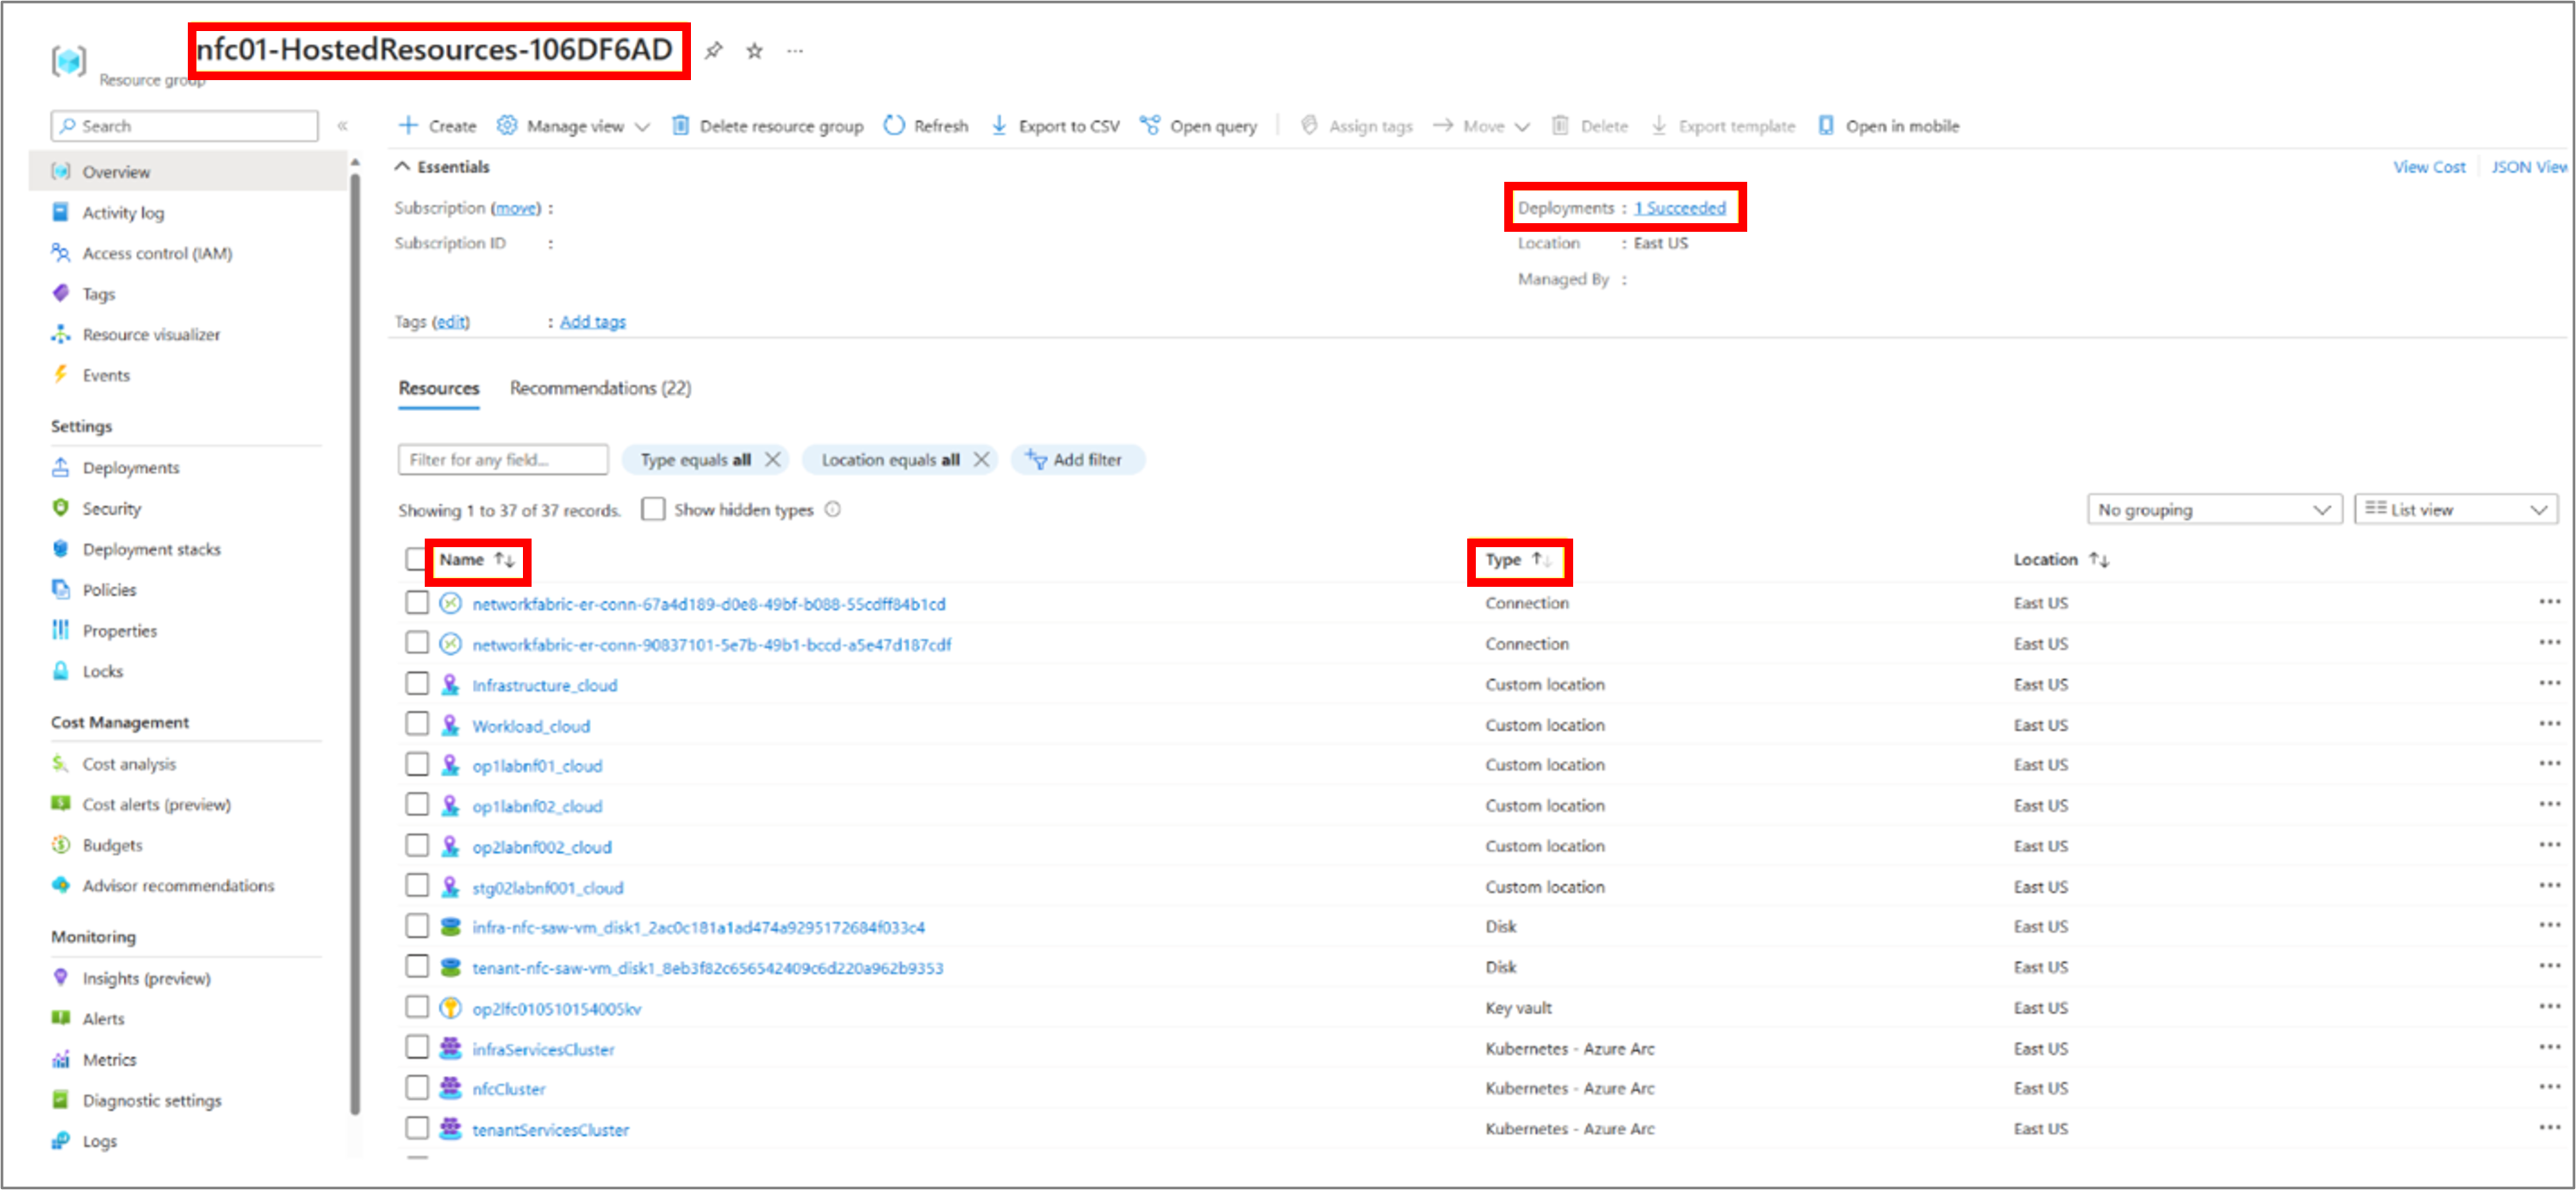 nfc01-HostedResources-106DF6AD
Resource group
Search
Create Manage view Delete resource group Refresh Export to CSV Open query Assign tags Move Delete Export template Open in mobile
Overview
Activity log
Access control (IAM)
Tags
Resource visualizer
Events
Settings
Deployments
Security
Deployment stacks
Policies
Properties
Locks
Cost Management
Cost analysis
Cost alerts (preview)
Budgets
Advisor recommendations
Monitoring
Insights (preview)
Alerts
Metrics
Diagnostic settings
Logs
Essentials
View Cost JSON View
Subscription (move) :
Deployments : 1 Succeeded
Subscription ID :
Location : East US
Managed By :
Tags (edit) : Add tags
Resources Recommendations (22)
Filter for any field... Type equals all Location equals all Add filter
Showing 1 to 37 of 37 records. Show hidden types
No grouping List view
Name Type Location
networkfabric-er-conn-67a4d189-d0e8-49bf-b088-55cdff84b1cd Connection East US
networkfabric-er-conn-90837101-5e7b-49b1-bccd-a5e47d187cdf Connection East US
Infrastructure_cloud Custom location East US
Workload_cloud Custom location East US
op1labnf01_cloud Custom location East US
op1labnf02_cloud Custom location East US
op2labnf002_cloud Custom location East US
stg02labnf001_cloud Custom location East US
infra-nfc-saw-vm_disk1_2ac0c181a1ad474a9295172684f033c4 Disk East US
tenant-nfc-saw-vm_disk1_8eb3f82c656542409c6d220a962b9353 Disk East US
op2lfc010510154005kv Key vault East US
infraServicesCluster Kubernetes - Azure Arc East US
nfcCluster Kubernetes - Azure Arc East US
tenantServicesCluster Kubernetes - Azure Arc East US